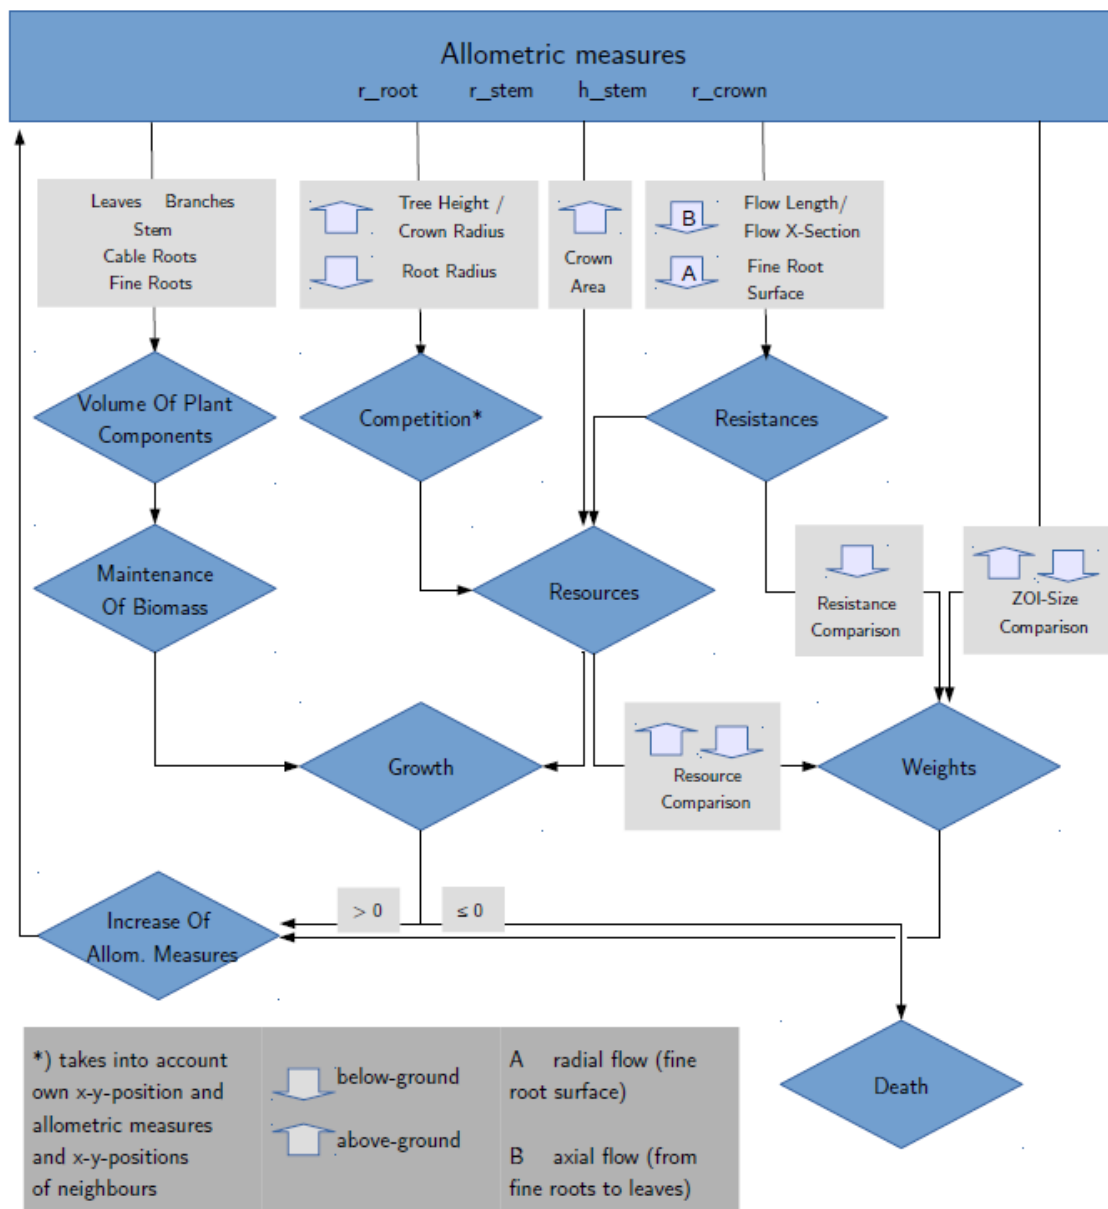 Allometric measures
r_root r_stem h_stem r_crown
Leaves Branches
Stem
Cable Roots
Fine Roots
Tree Height /
Crown Radius
Root Radius
Crown
Area
B
Flow Length/
Flow X-Section
A
Fine Root
Surface
Volume Of Plant
Components
Competition*
Resistances
Maintenance
Of Biomass
Resources
Resistance
Comparison
ZOI-Size
Comparison
Growth
Resource
Comparison
Weights
> 0
≤ 0
Increase Of
Allom. Measures
Death
*) takes into account
own x-y-position and
allometric measures
and x-y-positions
of neighbours
below-ground
above-ground
A radial flow (fine
root surface)
B axial flow (from
fine roots to leaves)